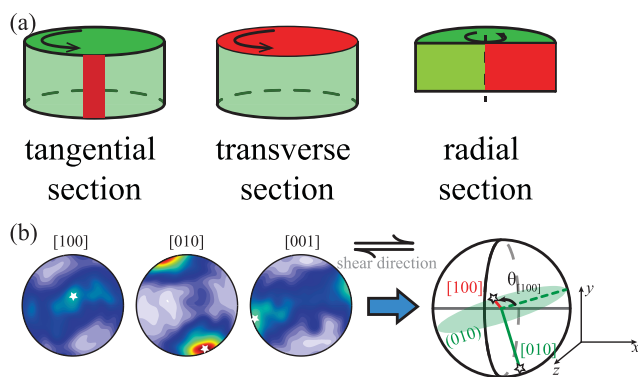 (a)
tangential section
transverse section
radial section
(b)
[100]
[010]
[001]
shear direction
θ[100]
[100]
(010)
[010]
y
x
z